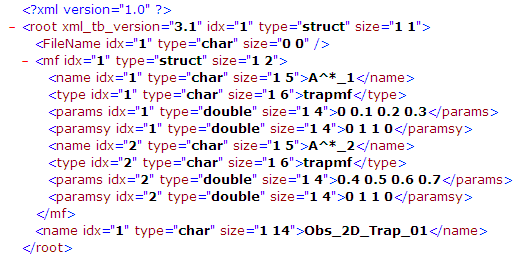 <?xml version="1.0" ?>
- <root xml_tb_version="3.1" idx="1" type="struct" size="1 1">
<FileName idx="1" type="char" size="0 0" />
- <mf idx="1" type="struct" size="1 2">
<name idx="1" type="char" size="1 5">A^*_1</name>
<type idx="1" type="char" size="1 6">trapmf</type>
<params idx="1" type="double" size="1 4">0 0.1 0.2 0.3</params>
<paramsy idx="1" type="double" size="1 4">0 1 1 0</paramsy>
<name idx="2" type="char" size="1 5">A^*_2</name>
<type idx="2" type="char" size="1 6">trapmf</type>
<params idx="2" type="double" size="1 4">0.4 0.5 0.6 0.7</params>
<paramsy idx="2" type="double" size="1 4">0 1 1 0</paramsy>
</mf>
<name idx="1" type="char" size="1 14">Obs_2D_Trap_01</name>
</root>